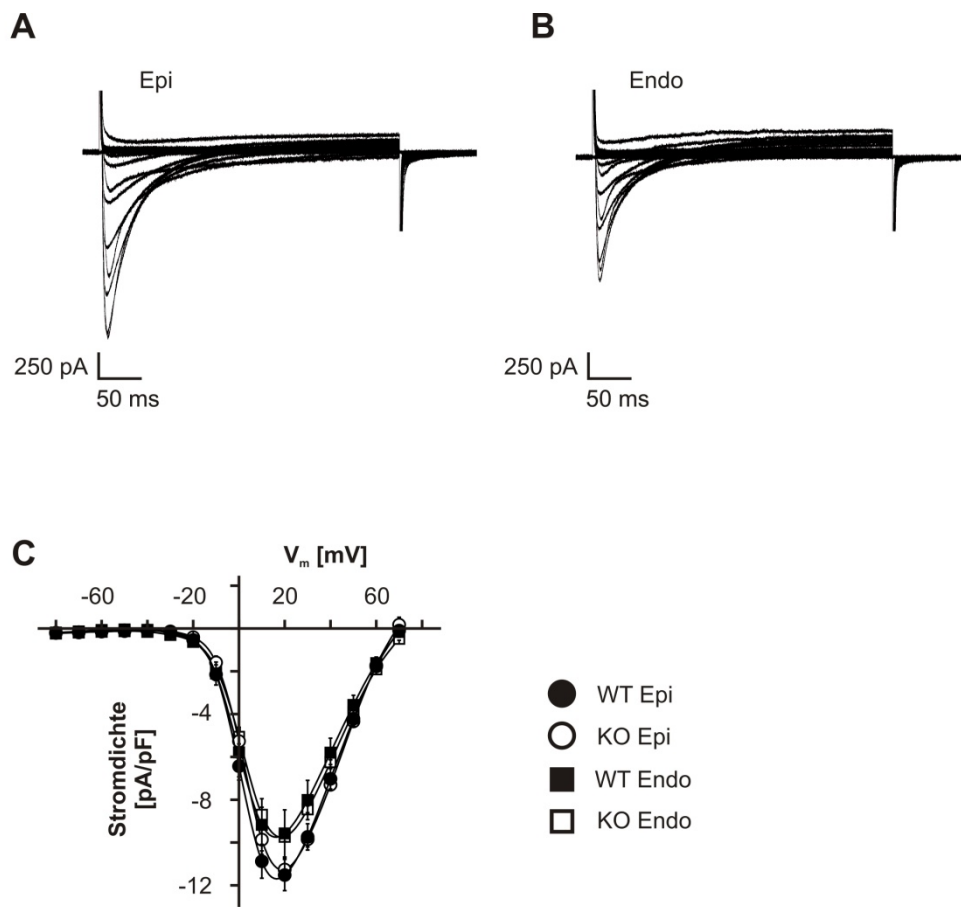 A
B
Epi
Endo
250 pA
50 ms
250 pA
50 ms
C
Vm [mV]
-60
-20
20
60
-4
-8
-12
Stromdichte
[pA/pF]
WT Epi
KO Epi
WT Endo
KO Endo